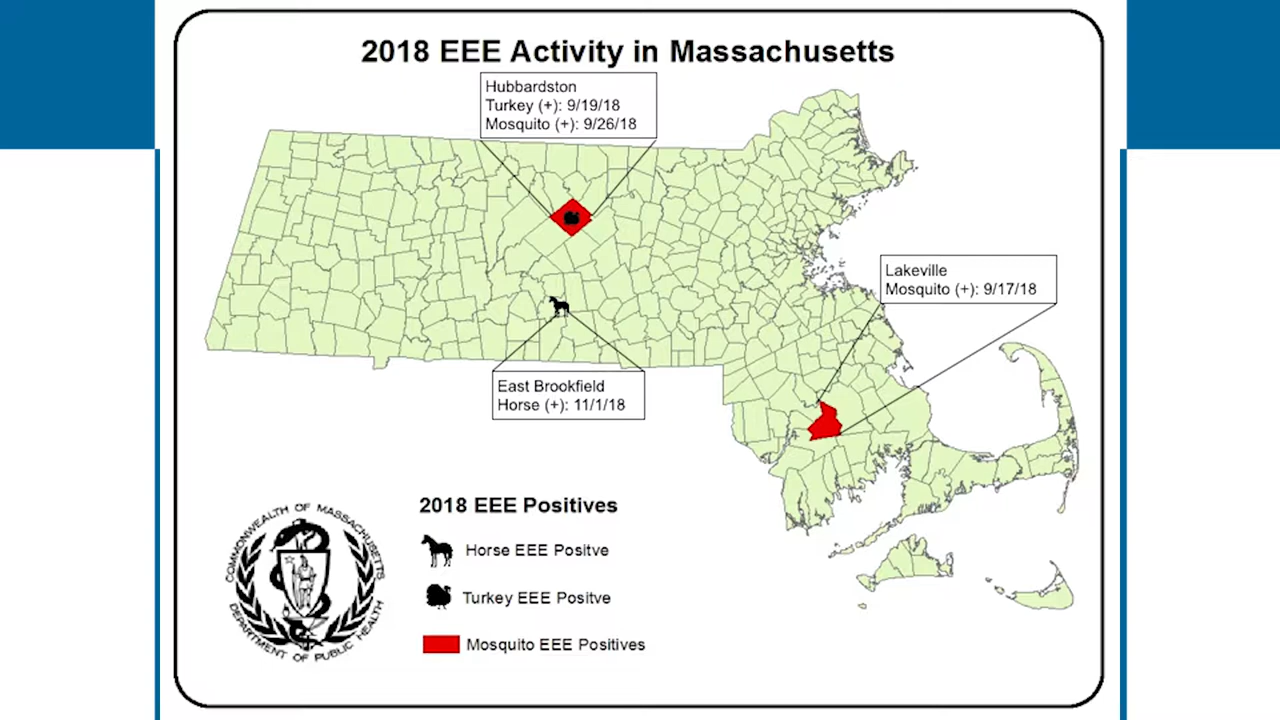 2018 EEE Activity in Massachusetts
Hubbardston
Turkey (+): 9/19/18
Mosquito (+): 9/26/18
Lakeville
Mosquito (+): 9/17/18
East Brookfield
Horse (+): 11/1/18
2018 EEE Positives
Horse EEE Positve
Turkey EEE Positve
Mosquito EEE Positives
COMMONWEALTH OF MASSACHUSETTS
DEPARTMENT OF PUBLIC HEALTH